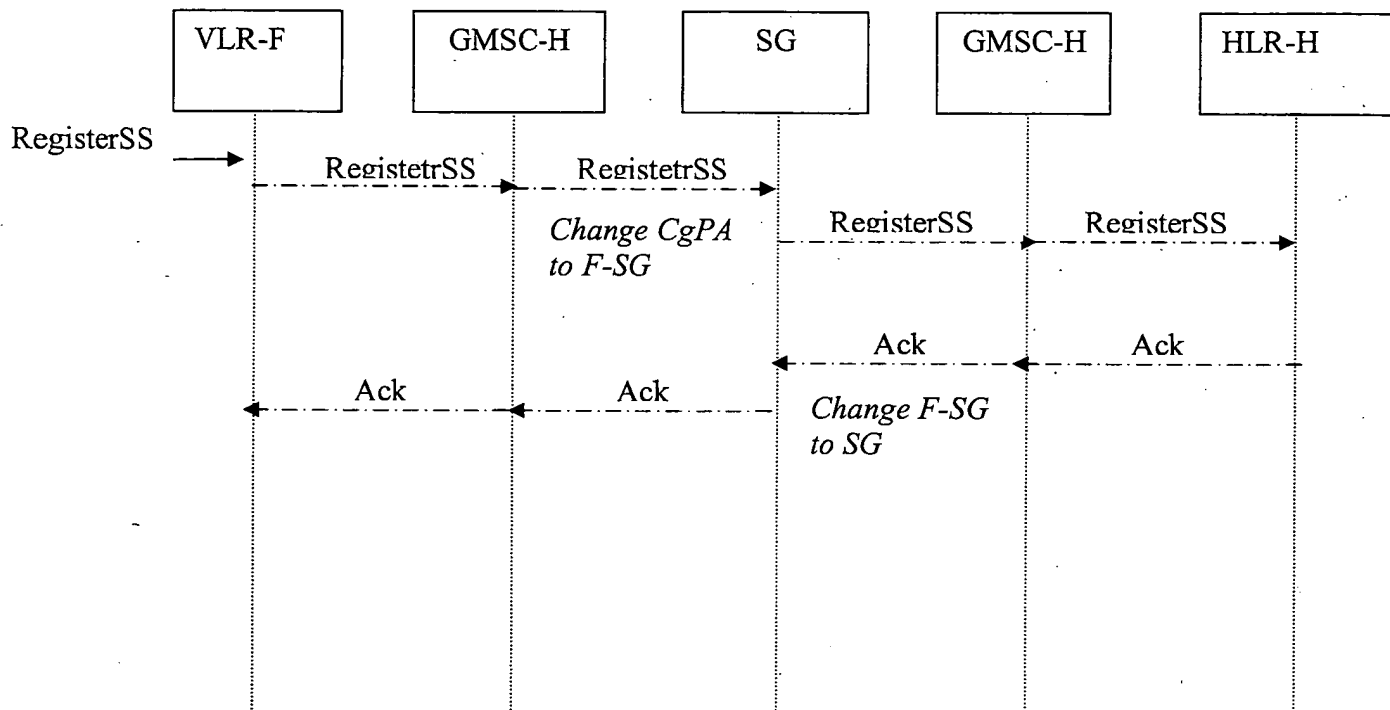 VLR-F
GMSC-H
SG
GMSC-H
HLR-H
RegisterSS
RegistetrSS
RegistetrSS
RegisterSS
RegisterSS
Change CgPA
to F-SG
Ack
Ack
Ack
Ack
Change F-SG
to SG